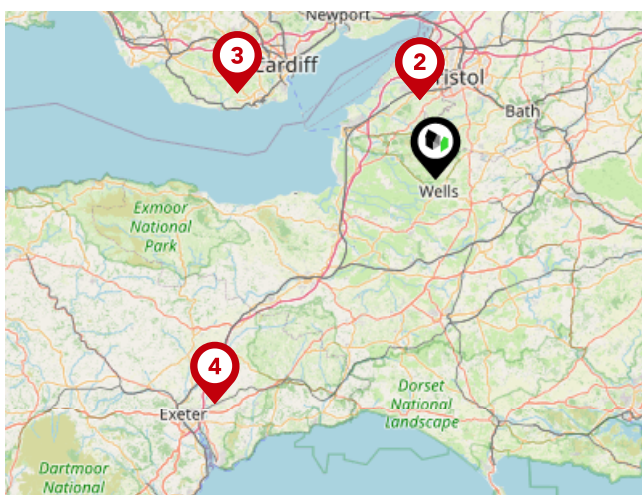 Newport
3
Cardiff
2
Bristol
Bath
Wells
Exmoor
National
Park
4
Exeter
Dorset
National
Landscape
Dartmoor
National